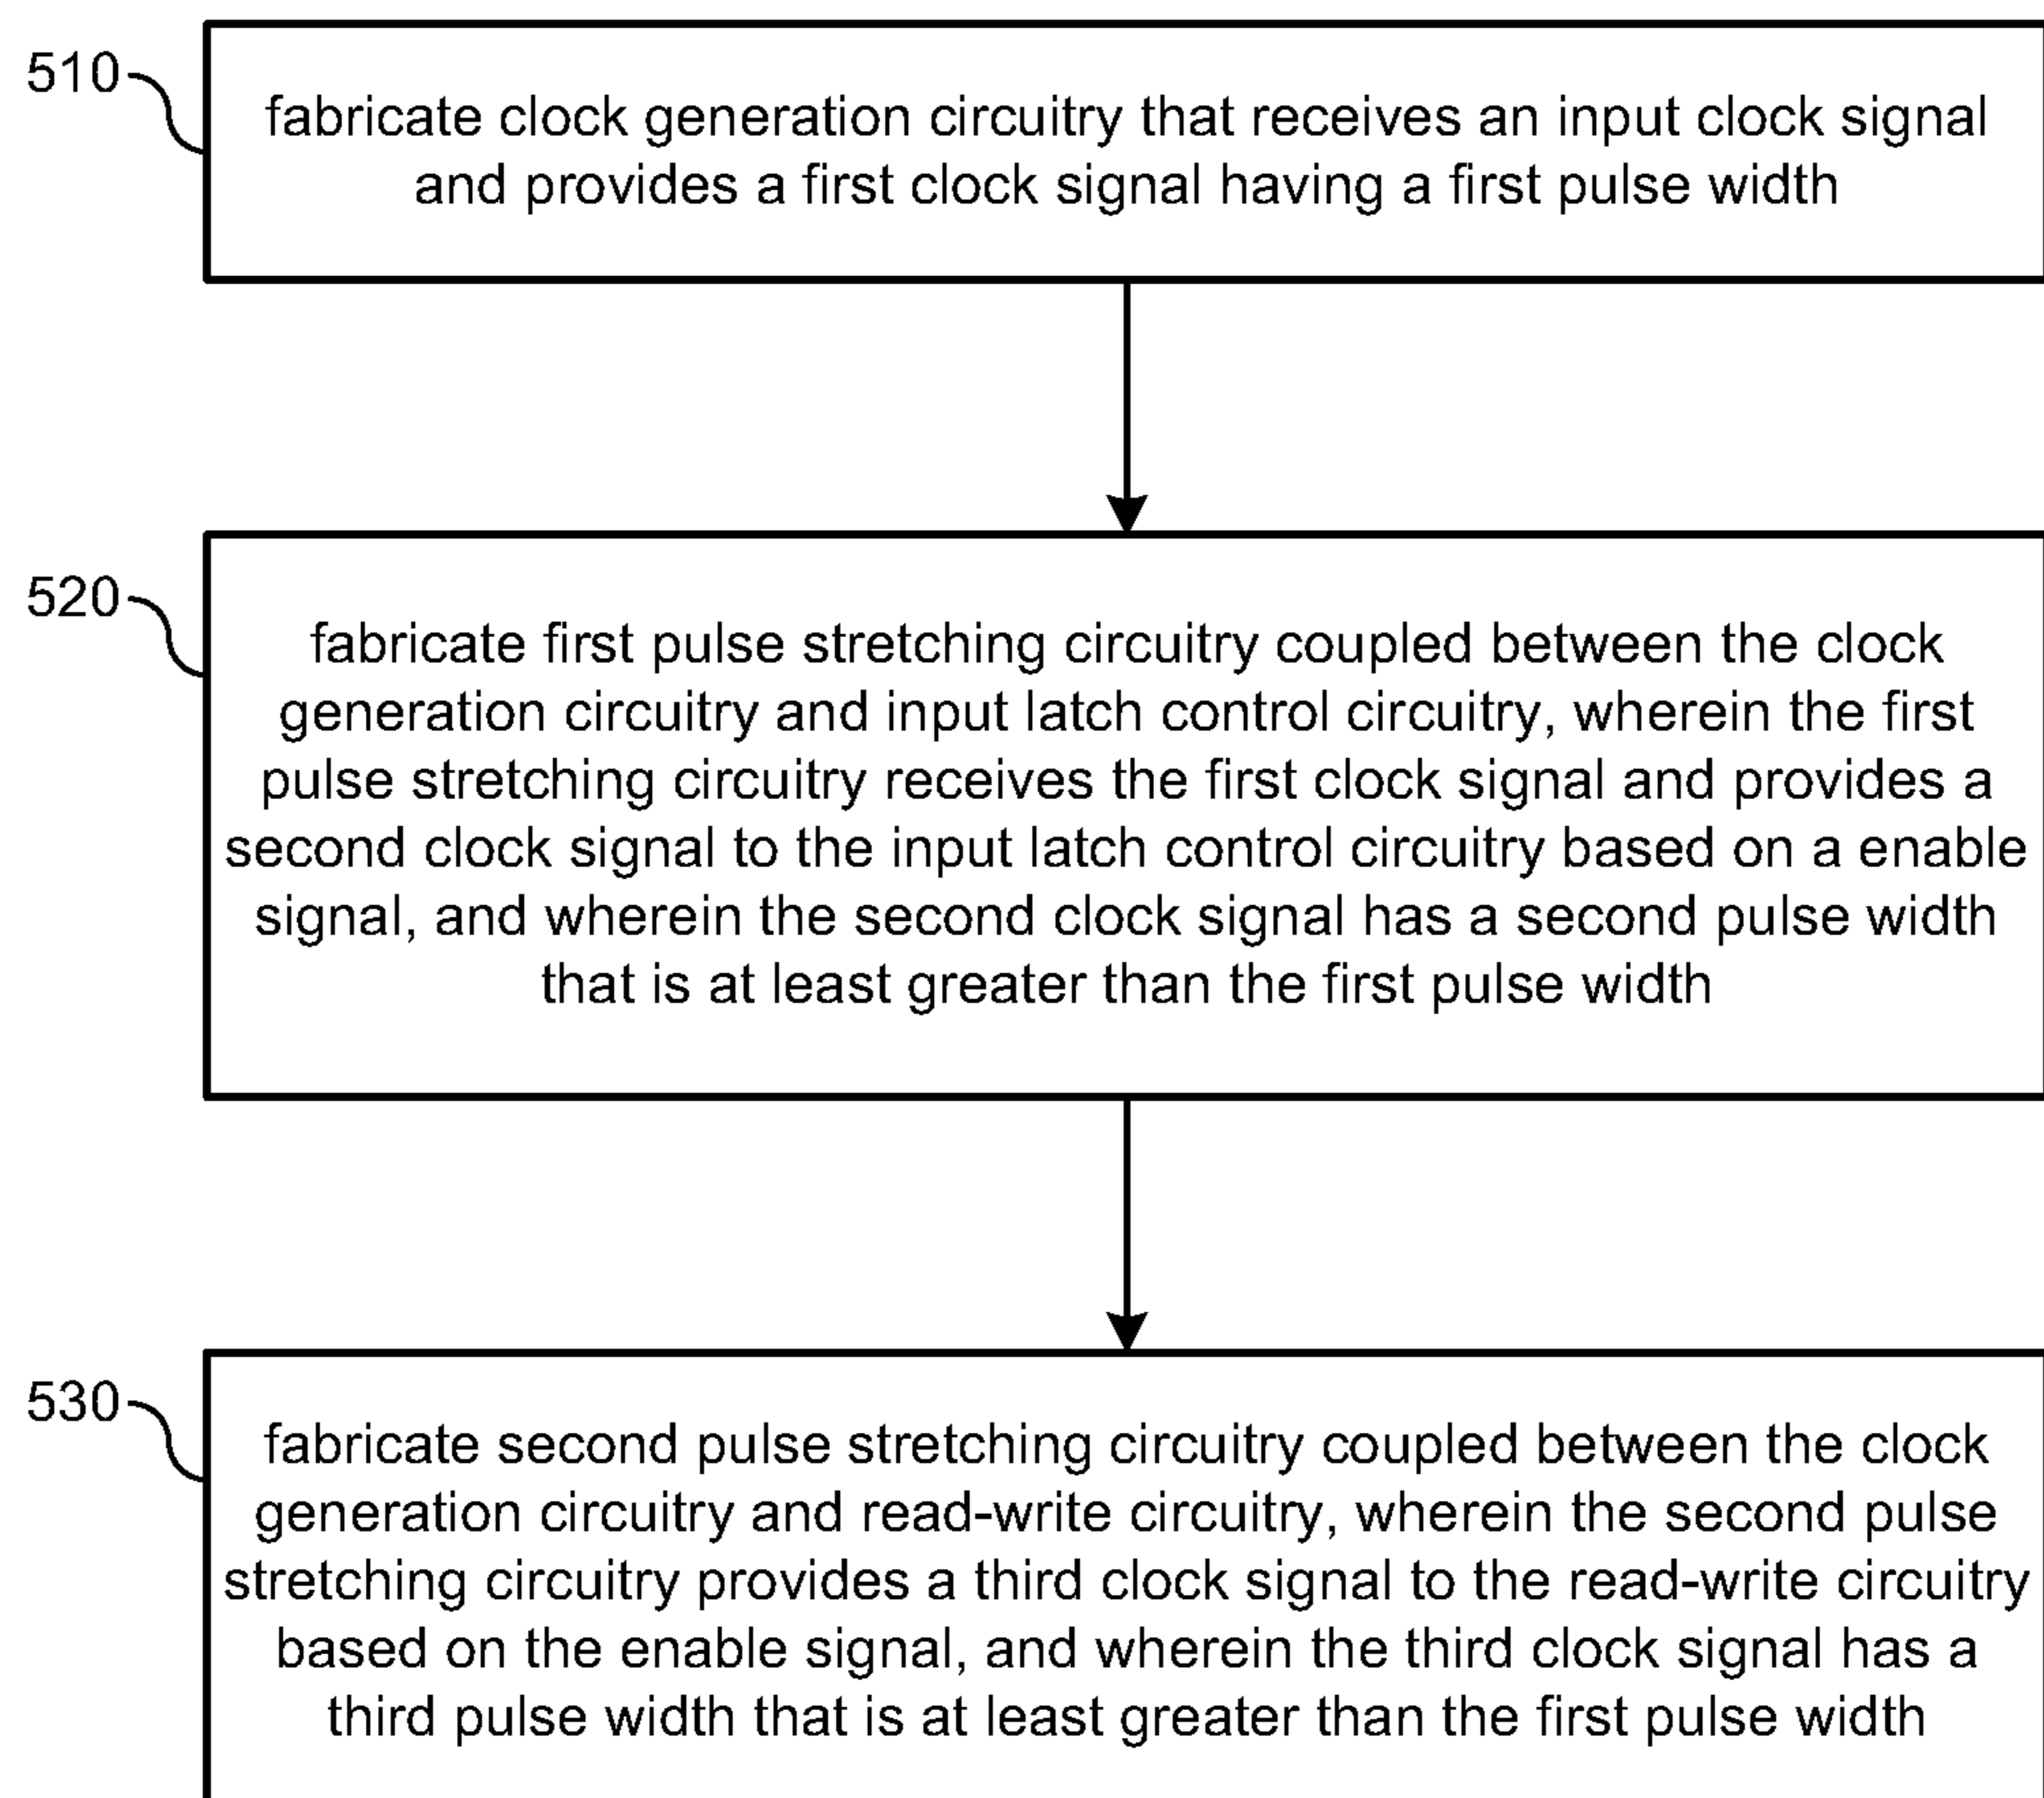 510
fabricate clock generation circuitry that receives an input clock signal
and provides a first clock signal having a first pulse width
520
fabricate first pulse stretching circuitry coupled between the clock
generation circuitry and input latch control circuitry, wherein the first
pulse stretching circuitry receives the first clock signal and provides a
second clock signal to the input latch control circuitry based on a enable
signal, and wherein the second clock signal has a second pulse width
that is at least greater than the first pulse width
530
fabricate second pulse stretching circuitry coupled between the clock
generation circuitry and read-write circuitry, wherein the second pulse
stretching circuitry provides a third clock signal to the read-write circuitry
based on the enable signal, and wherein the third clock signal has a
third pulse width that is at least greater than the first pulse width